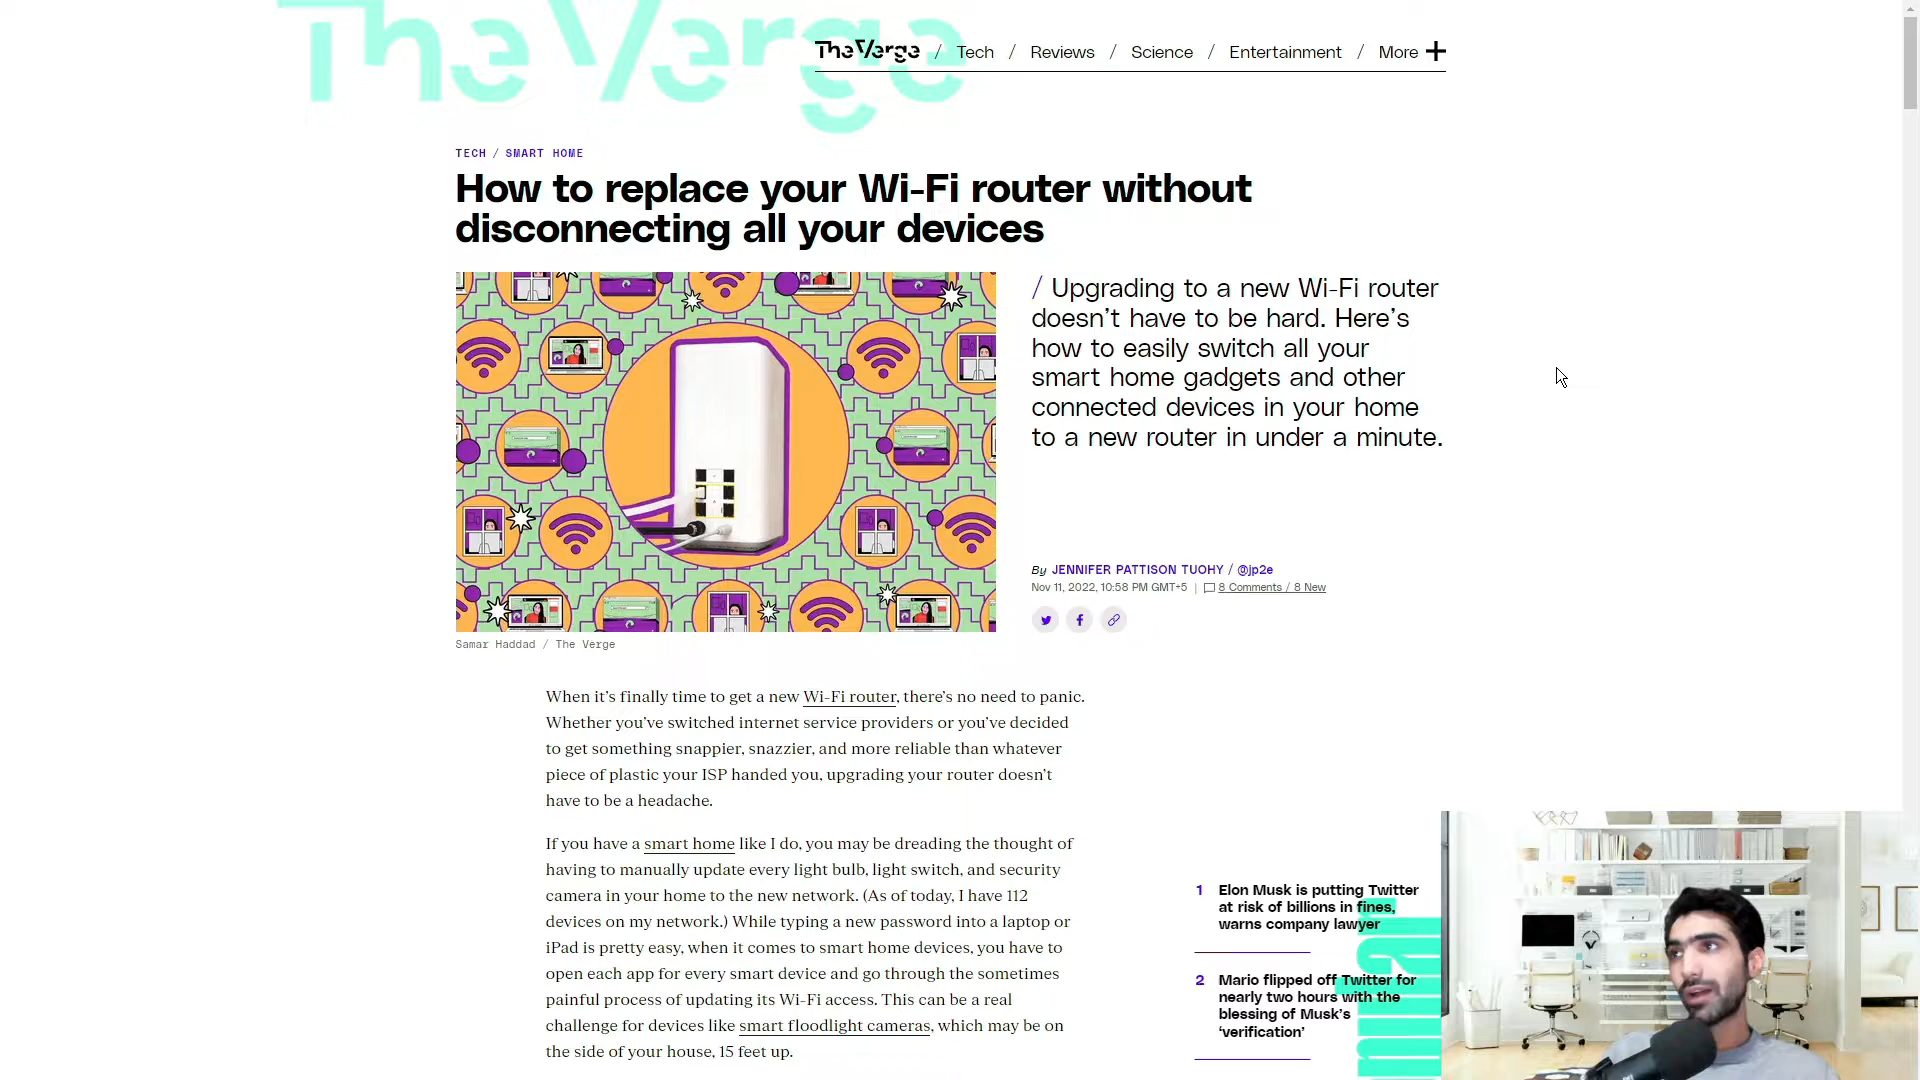 The Verge
The Verge / Tech / Reviews / Science / Entertainment / More
TECH / SMART HOME
How to replace your Wi-Fi router without
disconnecting all your devices
/ Upgrading to a new Wi-Fi router
doesn’t have to be hard. Here’s
how to easily switch all your
smart home gadgets and other
connected devices in your home
to a new router in under a minute.
By JENNIFER PATTISON TUOHY / @jp2e
Nov 11, 2022, 10:58 PM GMT+5 | 8 Comments / 8 New
Samar Haddad / The Verge
When it’s finally time to get a new Wi-Fi router, there’s no need to panic.
Whether you’ve switched internet service providers or you’ve decided
to get something snappier, snazzier, and more reliable than whatever
piece of plastic your ISP handed you, upgrading your router doesn’t
have to be a headache.
If you have a smart home like I do, you may be dreading the thought of
having to manually update every light bulb, light switch, and security
camera in your home to the new network. (As of today, I have 112
devices on my network.) While typing a new password into a laptop or
iPad is pretty easy, when it comes to smart home devices, you have to
open each app for every smart device and go through the sometimes
painful process of updating its Wi-Fi access. This can be a real
challenge for devices like smart floodlight cameras, which may be on
the side of your house, 15 feet up.
1 Elon Musk is putting Twitter
at risk of billions in fines,
warns company lawyer
2 Mario flipped off Twitter for
nearly two hours with the
blessing of Musk’s
‘verification’